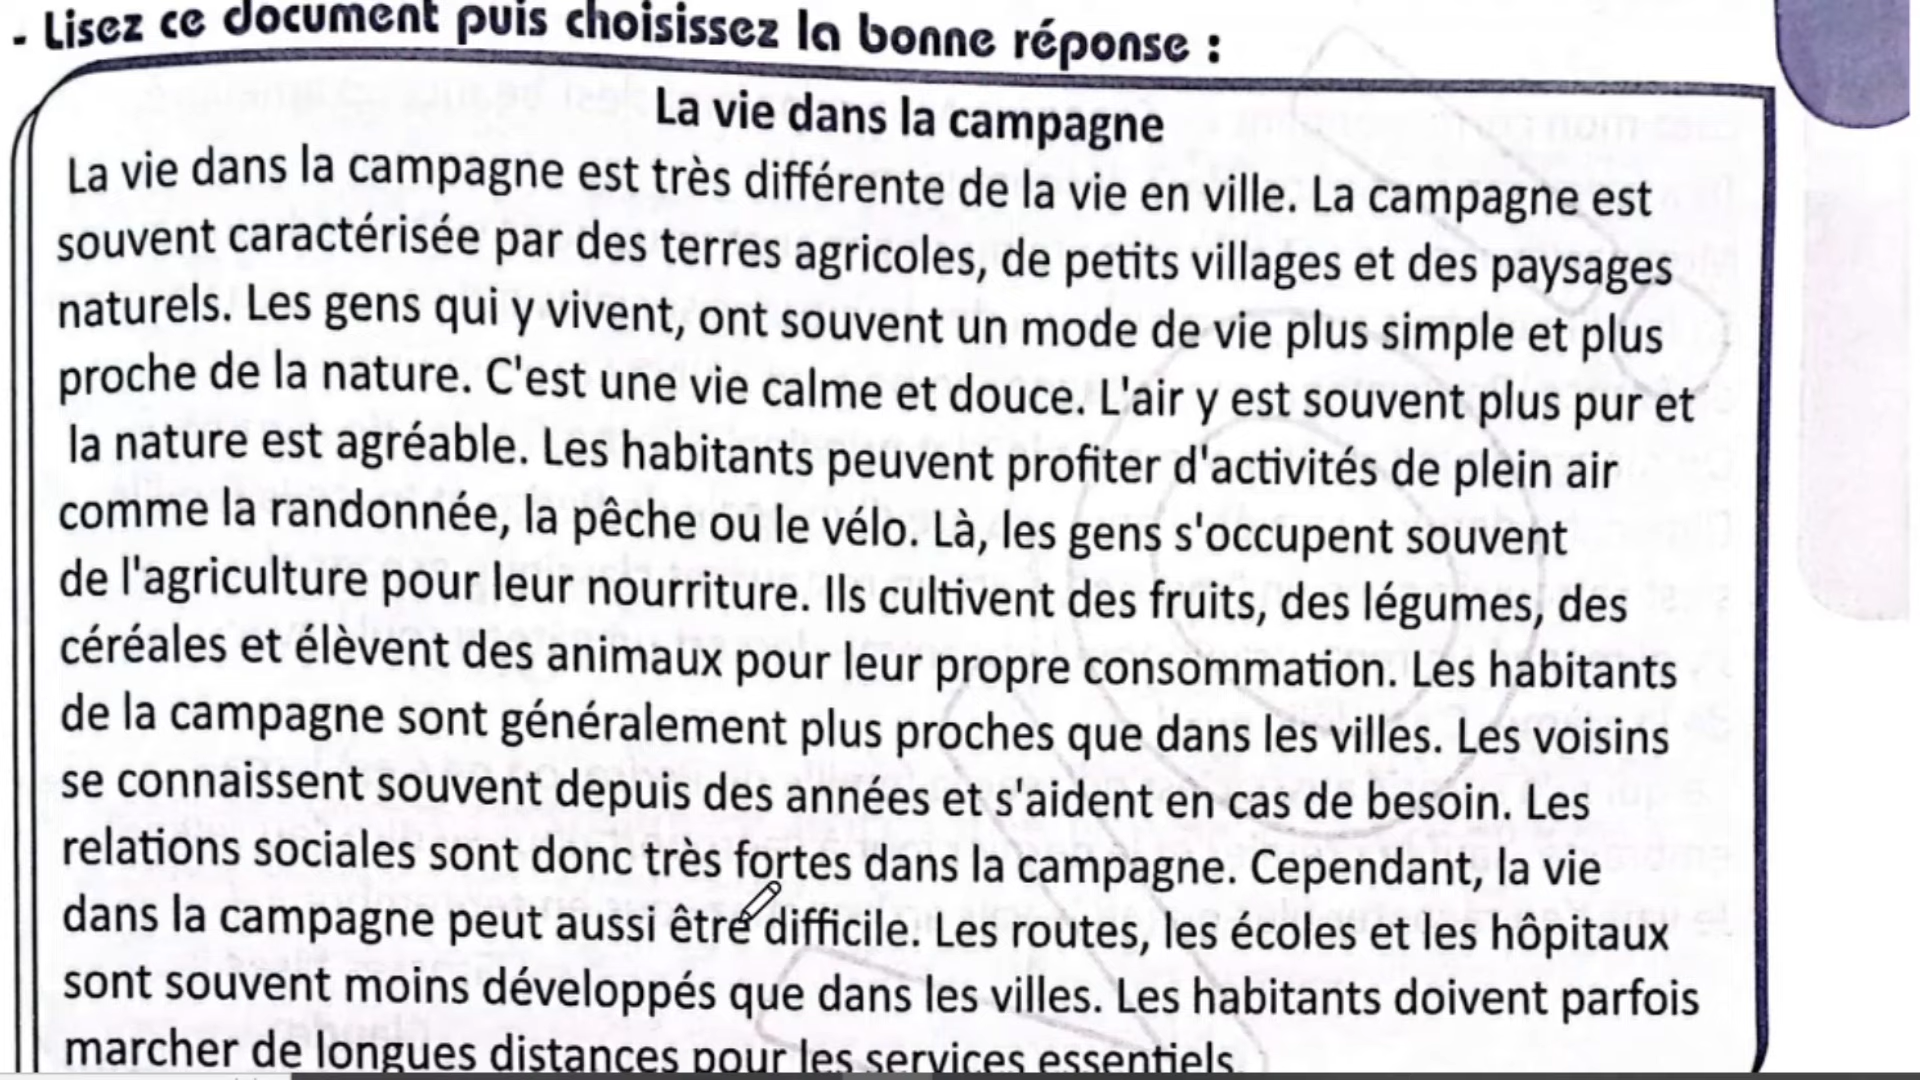 - Lisez ce document puis choisissez la bonne réponse :
La vie dans la campagne
La vie dans la campagne est très différente de la vie en ville. La campagne est
souvent caractérisée par des terres agricoles, de petits villages et des paysages
naturels. Les gens qui y vivent, ont souvent un mode de vie plus simple et plus
proche de la nature. C'est une vie calme et douce. L'air y est souvent plus pur et
la nature est agréable. Les habitants peuvent profiter d'activités de plein air
comme la randonnée, la pêche ou le vélo. Là, les gens s'occupent souvent
de l'agriculture pour leur nourriture. Ils cultivent des fruits, des légumes, des
céréales et élèvent des animaux pour leur propre consommation. Les habitants
de la campagne sont généralement plus proches que dans les villes. Les voisins
se connaissent souvent depuis des années et s'aident en cas de besoin. Les
relations sociales sont donc très fortes dans la campagne. Cependant, la vie
dans la campagne peut aussi être difficile. Les routes, les écoles et les hôpitaux
sont souvent moins développés que dans les villes. Les habitants doivent parfois
marcher de longues distances pour les services essentiels.